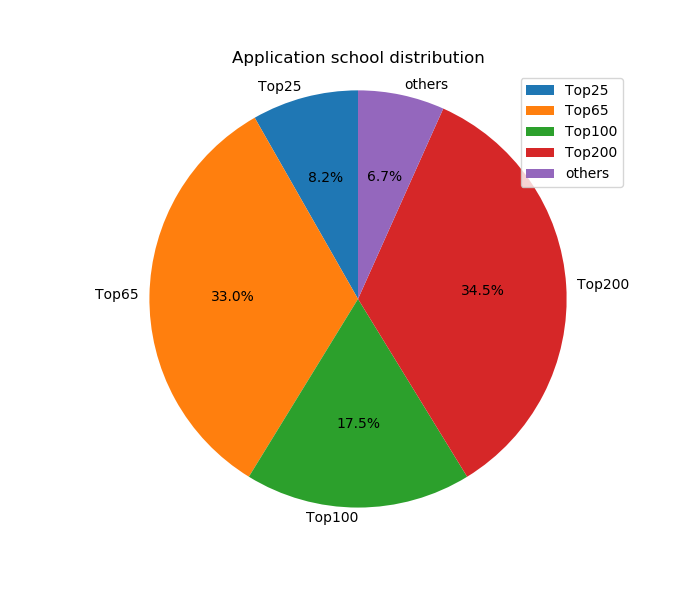 Application school distribution
Top25
others
Top25
Top65
Top100
Top200
others
8.2%
6.7%
Top65
33.0%
34.5%
Top200
17.5%
Top100